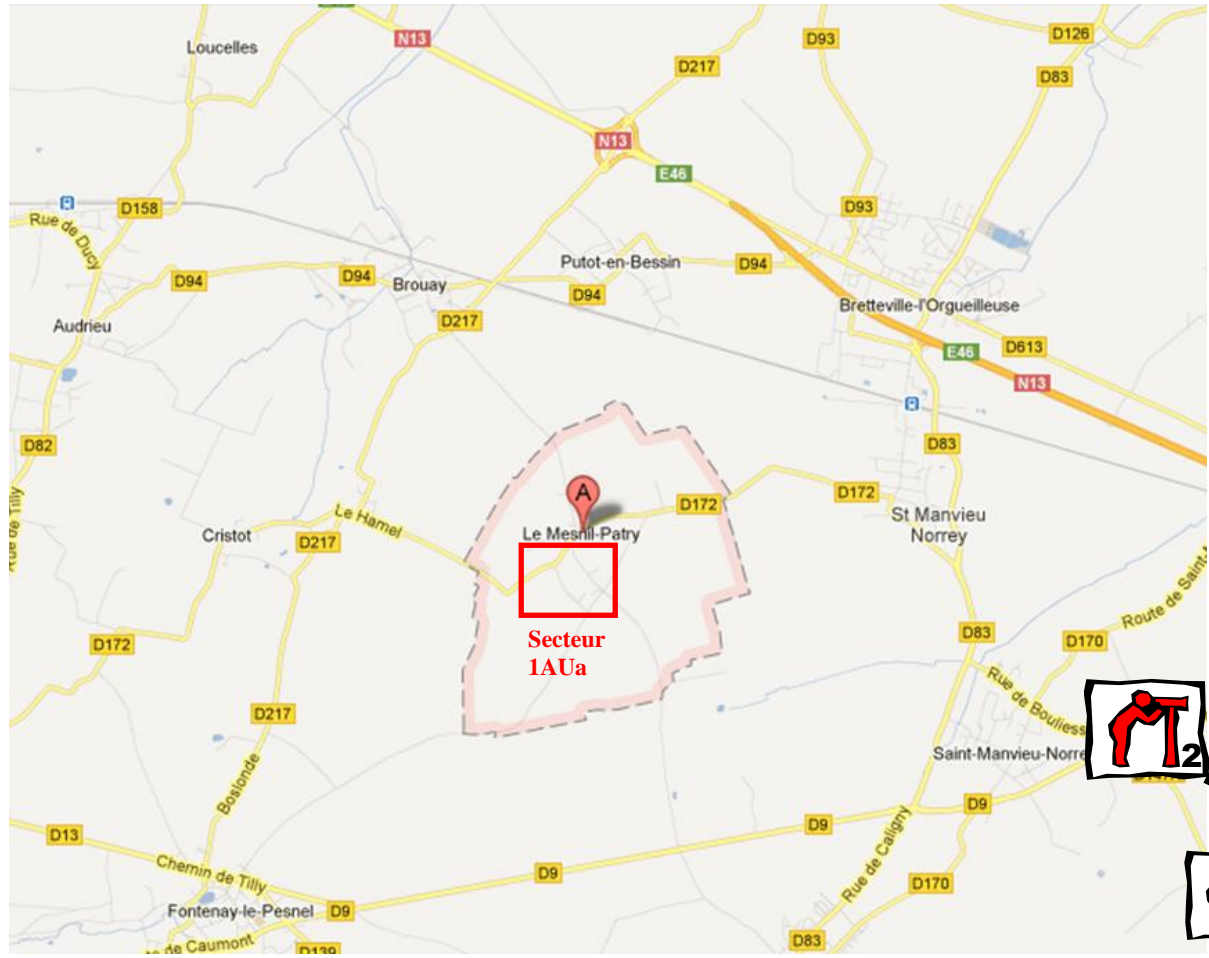 Loucelles
N13
D217
D93
D126
D83
N13
E46
D158
Rue de Ducy
D93
D94
D94
Brouay
Putot-en-Bessin
D94
D94
Bretteville-l'Orgueilleuse
Audrieu
D217
E46
D613
N13
D82
D83
A
D172
D172
St Manvieu
Norrey
Le Hamel
Cristot
D217
Le Mesnil-Patry
Secteur
1AUa
D172
D83
D170
Route de Saint-
Rue de Bouliess
D217
Boslonde
Saint-Manvieu-Norre
2
D9
D13
D9
Chemin de Tilly
D9
Rue de Caligny
D170
Fontenay-le-Pesnel
D9
de Caumont
D139
D83